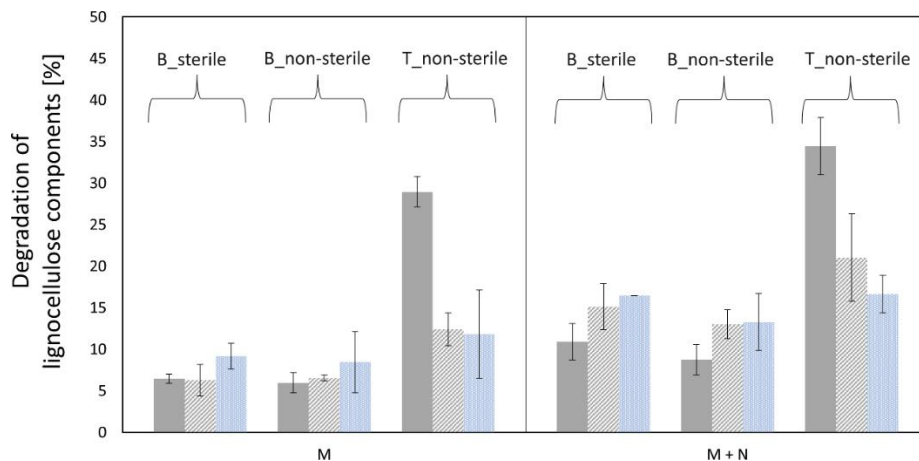 Degradation of
lignocellulose components [%]
50
45
40
35
30
25
20
15
10
5
0
B_sterile
B_non-sterile
T_non-sterile
B_sterile
B_non-sterile
T_non-sterile
M
M + N